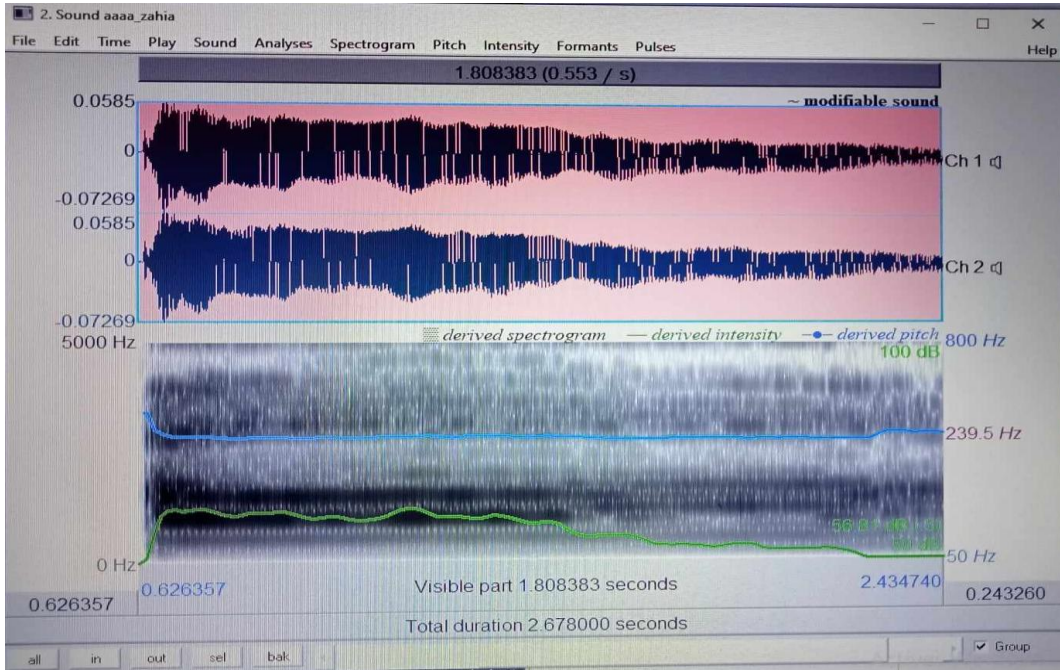 2. Sound aaaa_zahia
File Edit Time Play Sound Analyses Spectrogram Pitch Intensity Formants Pulses
Help
1.808383 (0.553 / s)
0.0585
~ modifiable sound
0
Ch 1
-0.07269
0.0585
0
Ch 2
-0.07269
derived spectrogram derived intensity derived pitch
5000 Hz
800 Hz
100 dB
239.5 Hz
0 Hz
50 Hz
0.626357
Visible part 1.808383 seconds
2.434740
0.626357
0.243260
Total duration 2.678000 seconds
all in out sel bak
Group